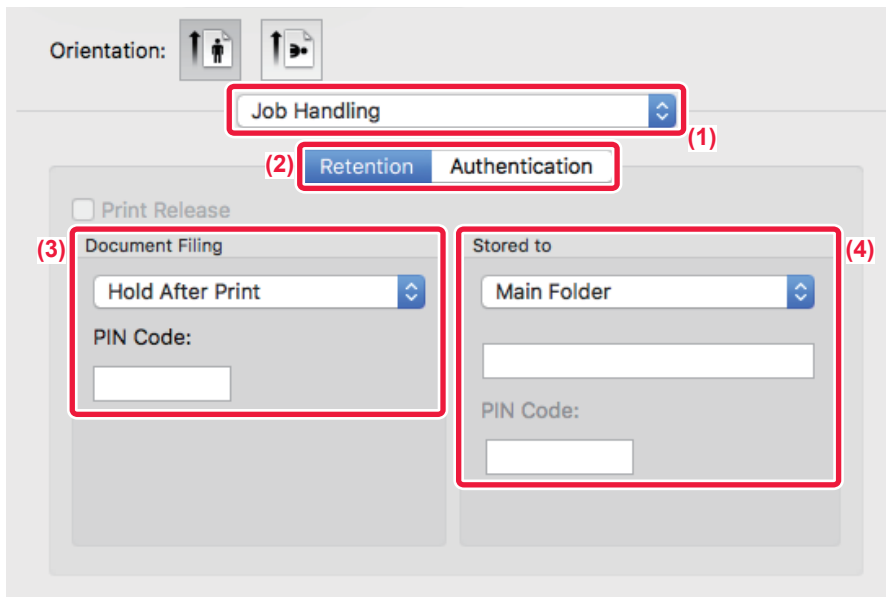 Orientation:
Job Handling
(1)
(2)
Retention Authentication
Print Release
(3)
Document Filing
Hold After Print
PIN Code:
Stored to
(4)
Main Folder
PIN Code: